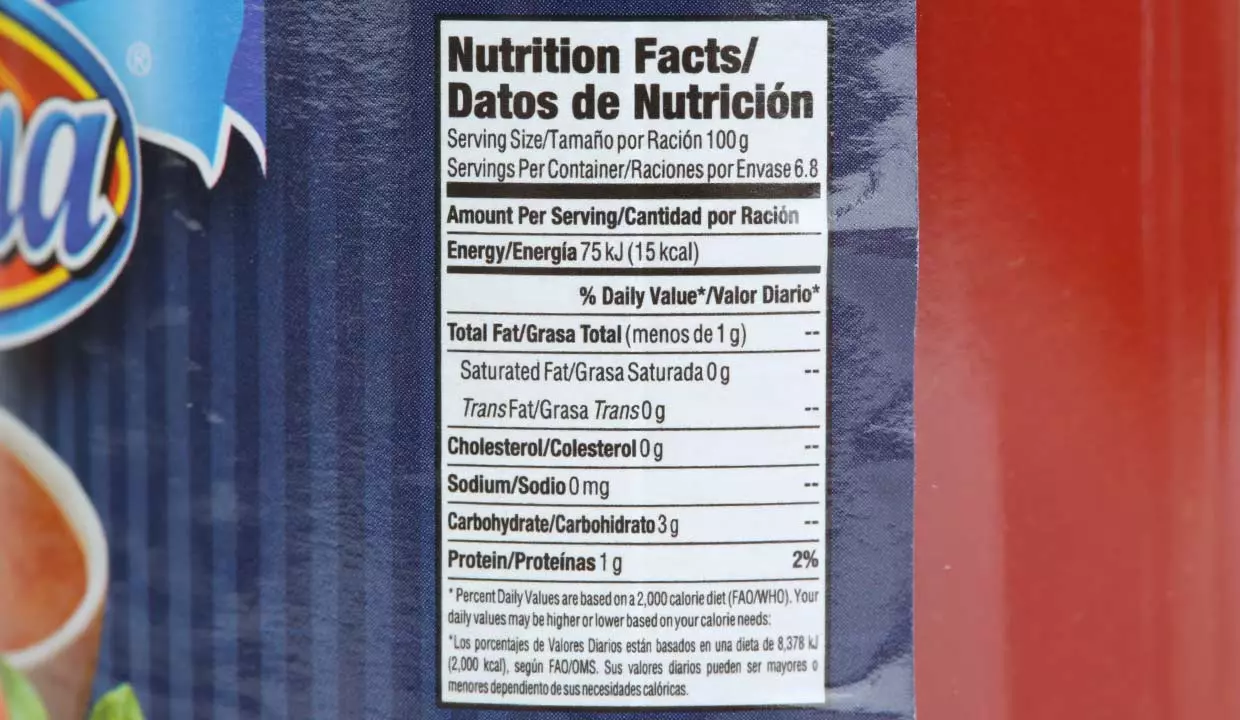 ®
Nutrition Facts/
Datos de Nutrición
Serving Size/Tamaño por Ración 100 g
Servings Per Container/Raciones por Envase 6.8
Amount Per Serving/Cantidad por Ración
Energy/Energía 75 kJ (15 kcal)
% Daily Value*/Valor Diario*
Total Fat/Grasa Total (menos de 1 g) --
Saturated Fat/Grasa Saturada 0 g --
Trans Fat/Grasa Trans 0 g --
Cholesterol/Colesterol 0 g --
Sodium/Sodio 0 mg --
Carbohydrate/Carbohidrato 3 g --
Protein/Proteínas 1 g 2%
* Percent Daily Values are based on a 2,000 calorie diet (FAO/WHO). Your
daily values may be higher or lower based on your calorie needs:
*Los porcentajes de Valores Diarios están basados en una dieta de 8,378 kJ
(2,000 kcal), según FAO/OMS. Sus valores diarios pueden ser mayores o
menores dependiento de sus necesidades calóricas.